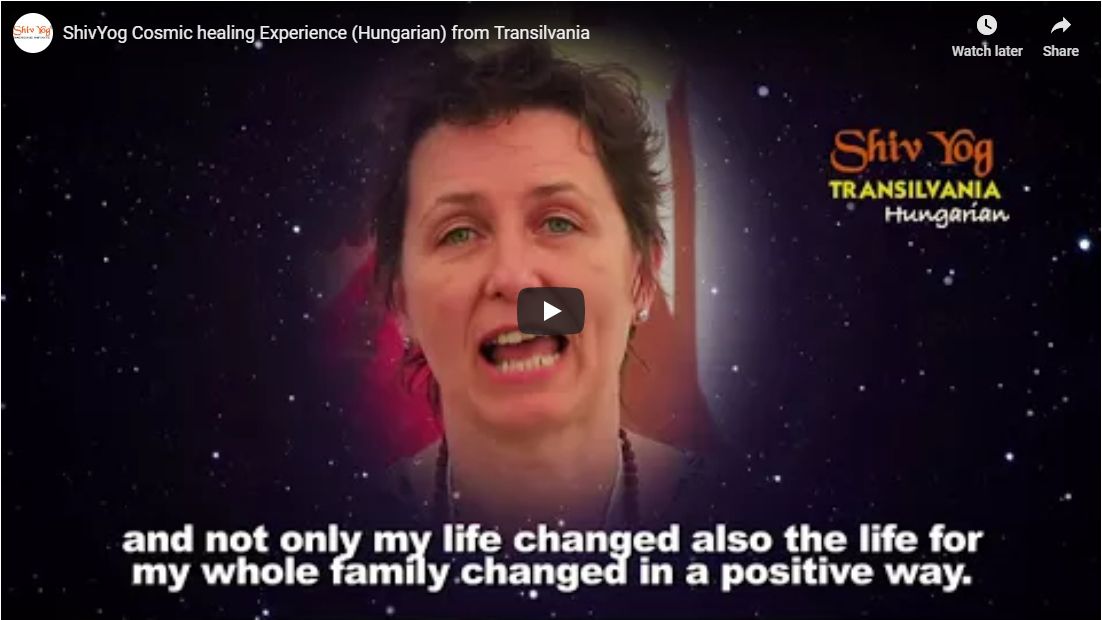 ShivYog Cosmic healing Experience (Hungarian) from Transilvania
Watch later
Share
Shiv Yog
TRANSILVANIA
Hungarian
and not only my life changed also the life for
my whole family changed in a positive way.